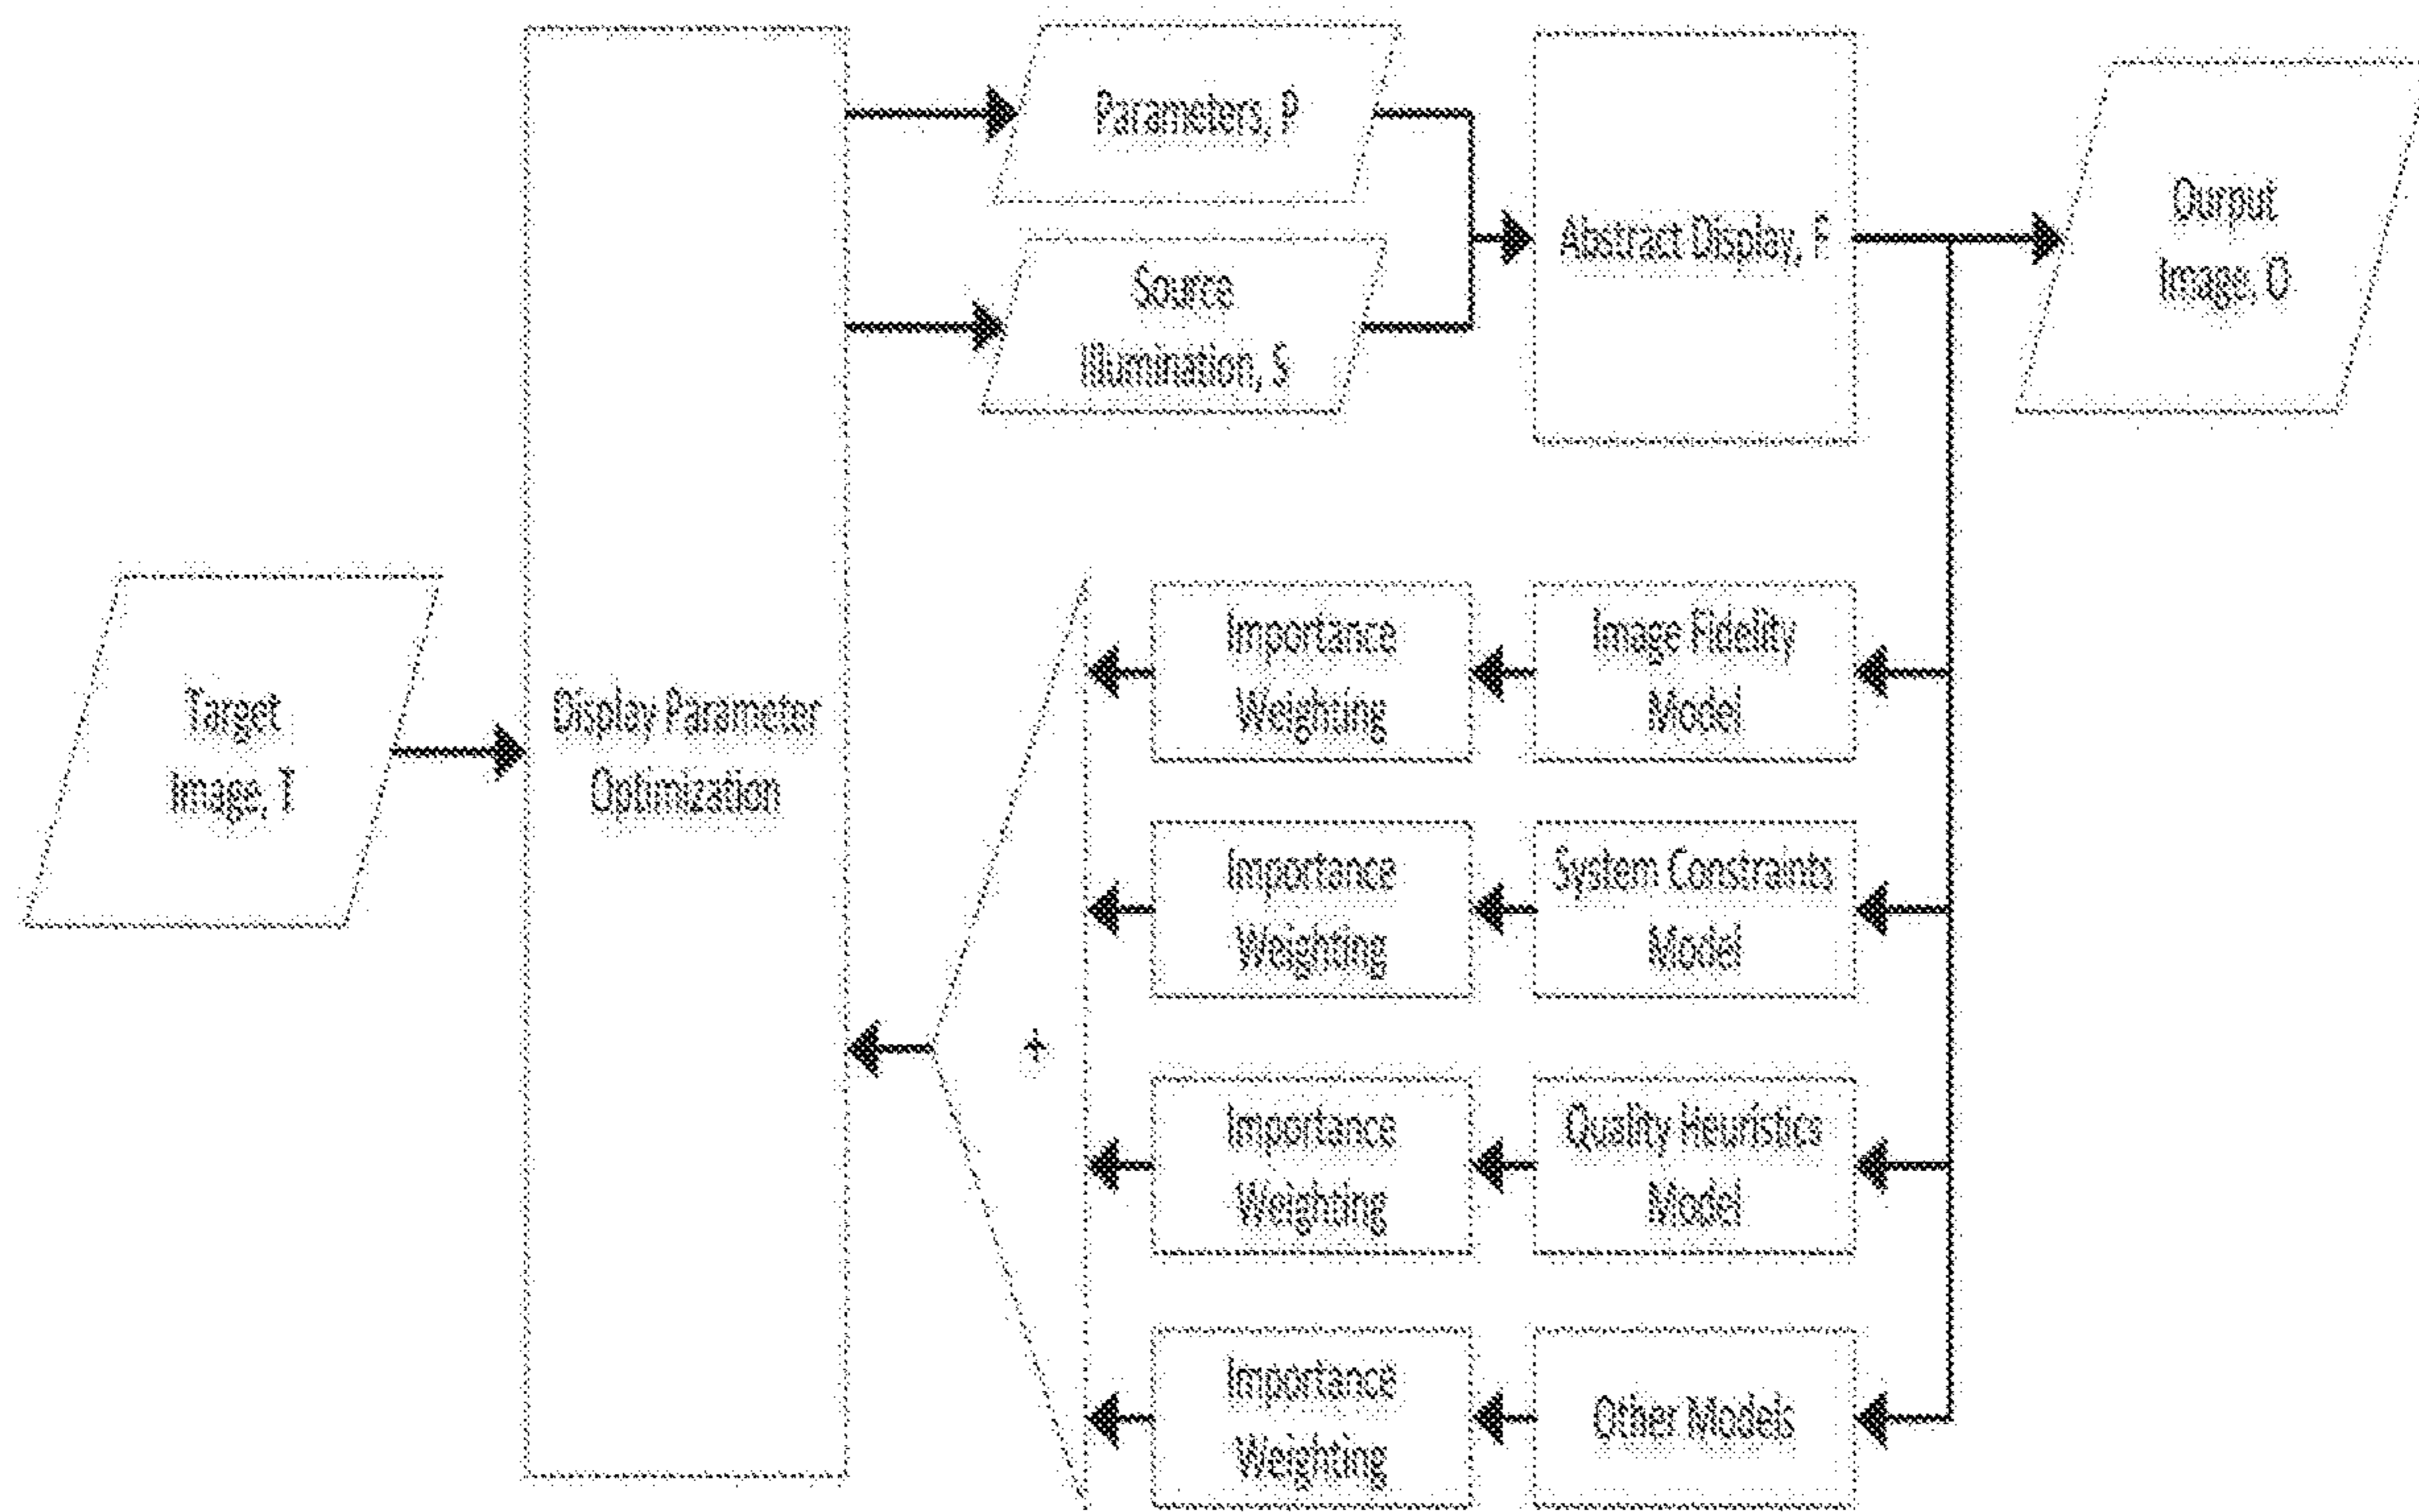 Parameters, P
Source
Illumination, S
Abstract Display, F
Ourput
Image, O
Target
Image, T
Display Parameter
Optimization
Importance
Weighting
Image Fidelity
Model
Importance
Weighting
System Constraints
Model
+
Importance
Weighting
Quality Heuristics
Model
Importance
Weighting
Other Models